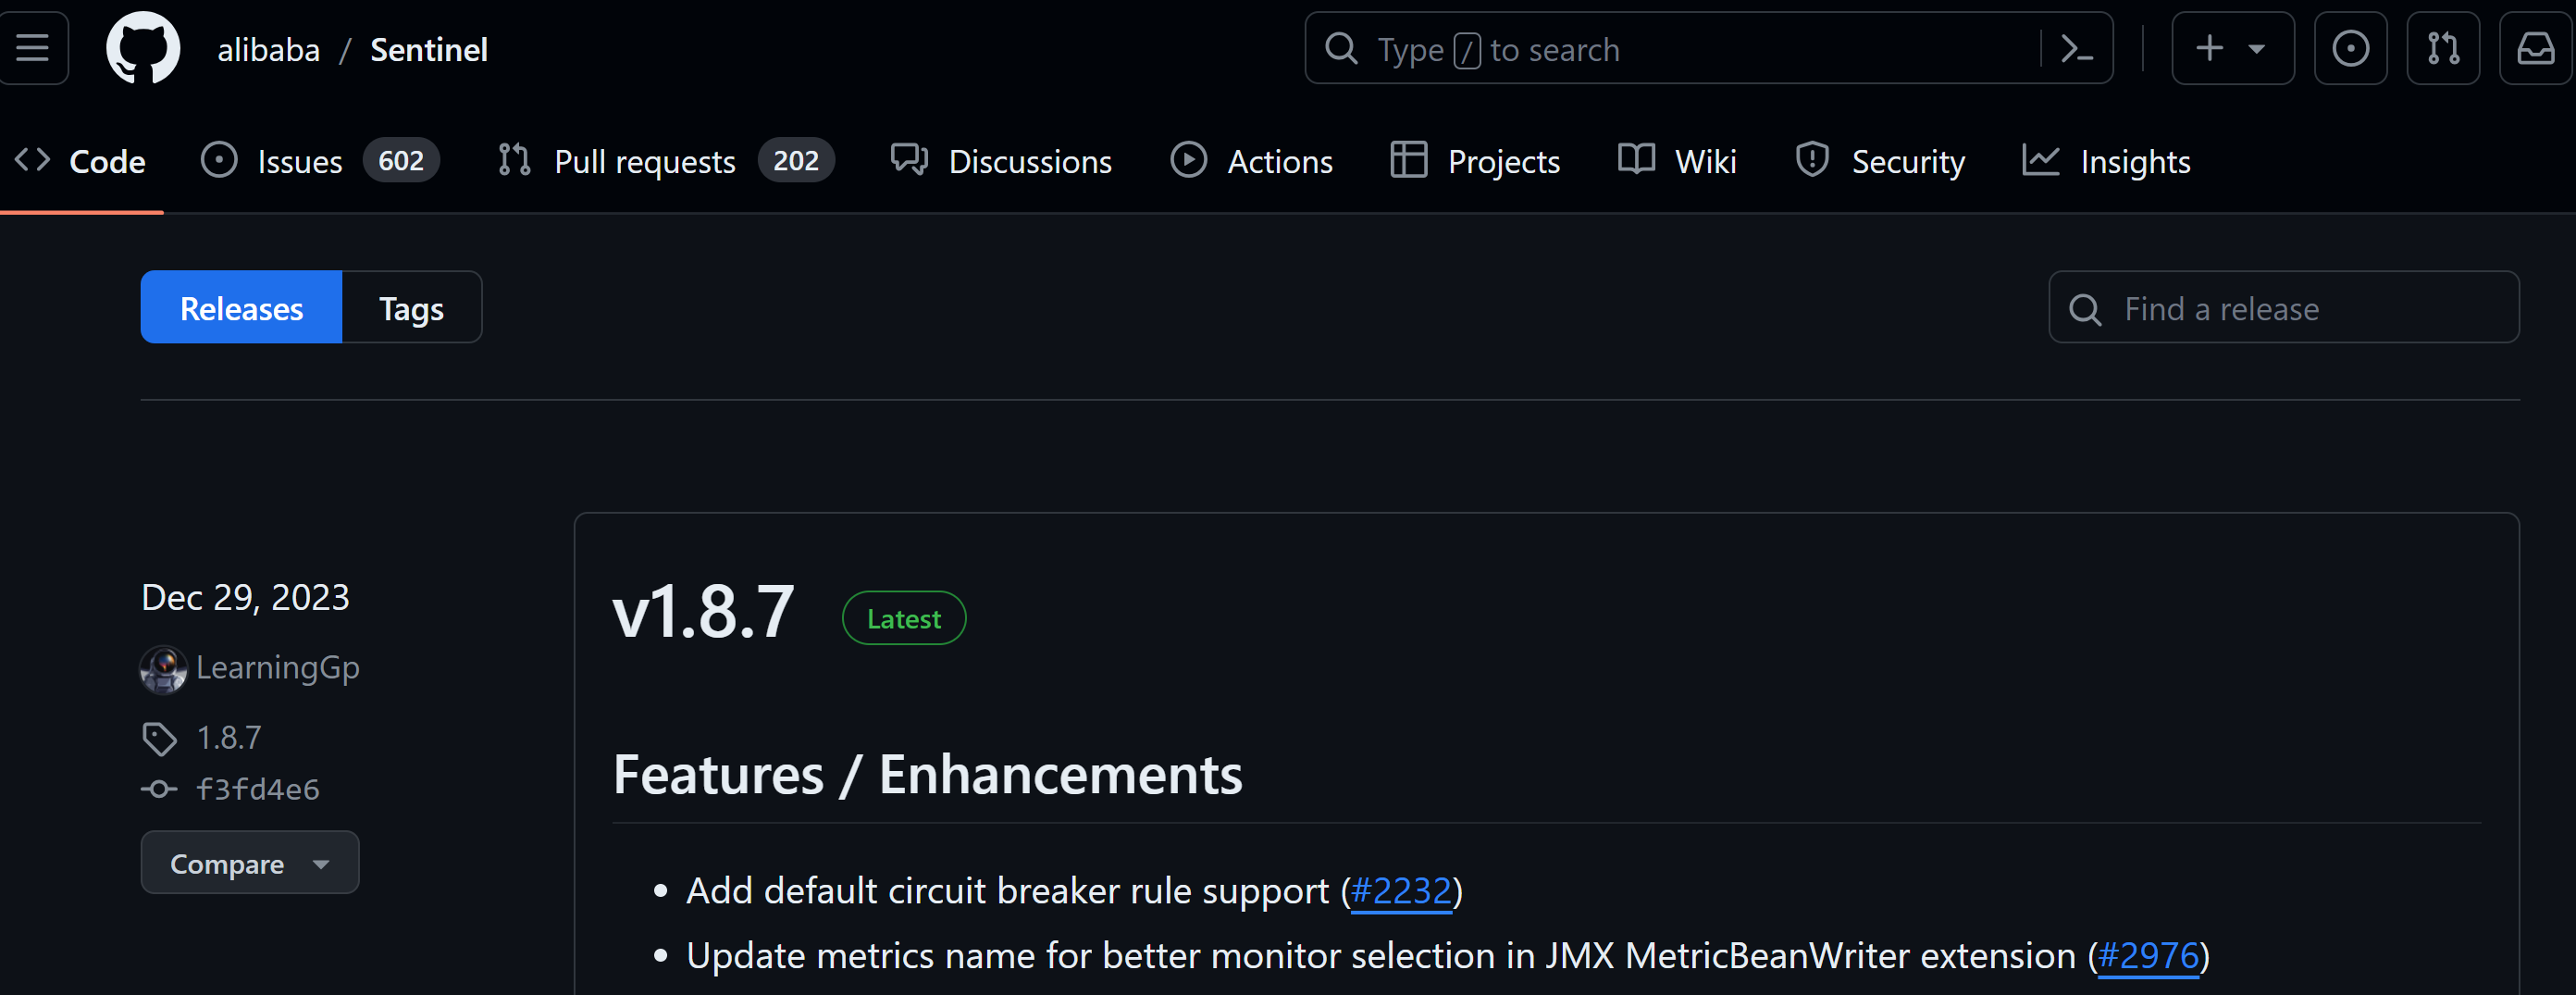 alibaba / Sentinel
Type / to search
Code
Issues 602
Pull requests 202
Discussions
Actions
Projects
Wiki
Security
Insights
Releases
Tags
Find a release
Dec 29, 2023
LearningGp
1.8.7
f3fd4e6
Compare
v1.8.7 Latest
Features / Enhancements
• Add default circuit breaker rule support (#2232)
• Update metrics name for better monitor selection in JMX MetricBeanWriter extension (#2976)